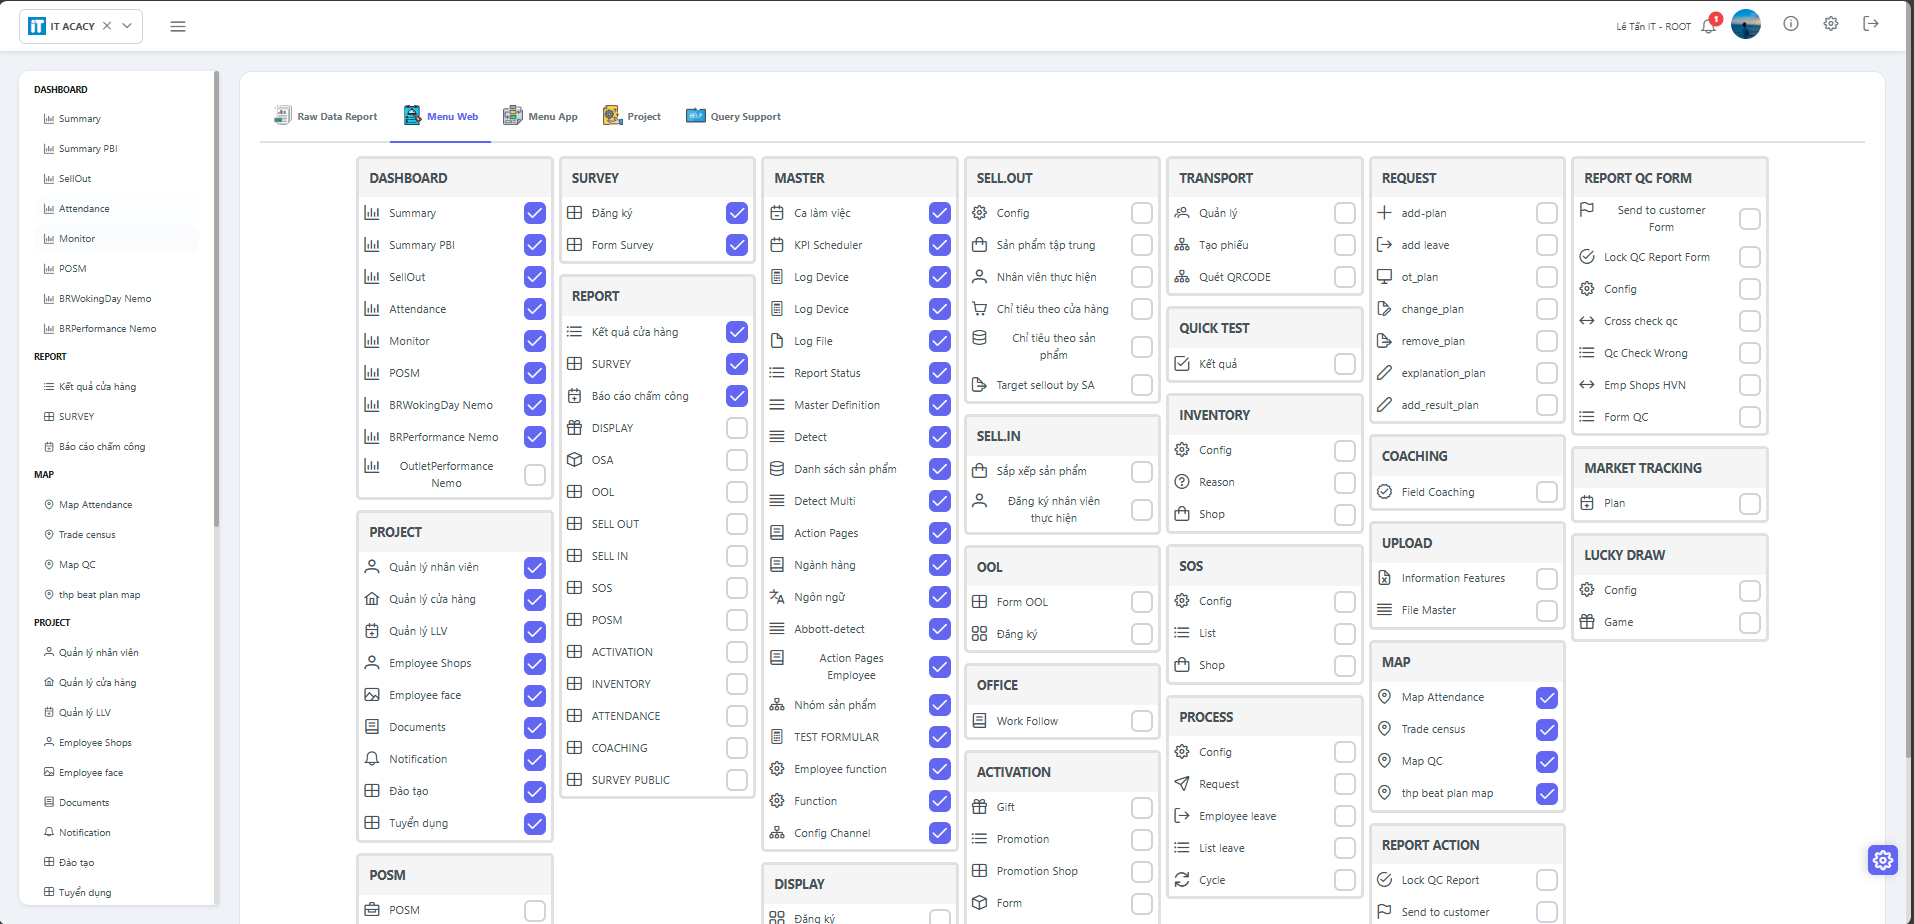 IT ACACY
Lê Tấn IT - ROOT
1
DASHBOARD
Summary
Summary PBI
SellOut
Attendance
Monitor
POSM
BRWokingDay Nemo
BRPerformance Nemo
REPORT
Kết quả cửa hàng
SURVEY
Báo cáo chấm công
MAP
Map Attendance
Trade census
Map QC
thp beat plan map
PROJECT
Quản lý nhân viên
Quản lý cửa hàng
Quản lý LLV
Employee Shops
Employee face
Documents
Notification
Đào tạo
Tuyển dụng
Raw Data Report
Menu Web
Menu App
Project
HELP
Query Support
DASHBOARD
Summary
Summary PBI
SellOut
Attendance
Monitor
POSM
BRWokingDay Nemo
BRPerformance Nemo
OutletPerformance
Nemo
PROJECT
Quản lý nhân viên
Quản lý cửa hàng
Quản lý LLV
Employee Shops
Employee face
Documents
Notification
Đào tạo
Tuyển dụng
POSM
POSM
SURVEY
Đăng ký
Form Survey
REPORT
Kết quả cửa hàng
SURVEY
Báo cáo chấm công
DISPLAY
OSA
OOL
SELL OUT
SELL IN
SOS
POSM
ACTIVATION
INVENTORY
ATTENDANCE
COACHING
SURVEY PUBLIC
MASTER
Ca làm việc
KPI Scheduler
Log Device
Log Device
Log File
Report Status
Master Definition
Detect
Danh sách sản phẩm
Detect Multi
Action Pages
Ngành hàng
Ngôn ngữ
Abbott-detect
Action Pages
Employee
Nhóm sản phẩm
TEST FORMULAR
Employee function
Function
Config Channel
DISPLAY
Đăng ký
SELL.OUT
Config
Sản phẩm tập trung
Nhân viên thực hiện
Chỉ tiêu theo cửa hàng
Chỉ tiêu theo sản
phẩm
Target sellout by SA
SELL.IN
Sắp xếp sản phẩm
Đăng ký nhân viên
thực hiện
OOL
Form OOL
Đăng ký
OFFICE
Work Follow
ACTIVATION
Gift
Promotion
Promotion Shop
Form
TRANSPORT
Quản lý
Tạo phiếu
Quét QRCODE
QUICK TEST
Kết quả
INVENTORY
Config
Reason
Shop
SOS
Config
List
Shop
PROCESS
Config
Request
Employee leave
List leave
Cycle
REQUEST
add-plan
add leave
ot_plan
change_plan
remove_plan
explanation_plan
add_result_plan
COACHING
Field Coaching
UPLOAD
Information Features
File Master
MAP
Map Attendance
Trade census
Map QC
thp beat plan map
REPORT ACTION
Lock QC Report
Send to customer
REPORT QC FORM
Send to customer
Form
Lock QC Report Form
Config
Cross check qc
Qc Check Wrong
Emp Shops HVN
Form QC
MARKET TRACKING
Plan
LUCKY DRAW
Config
Game